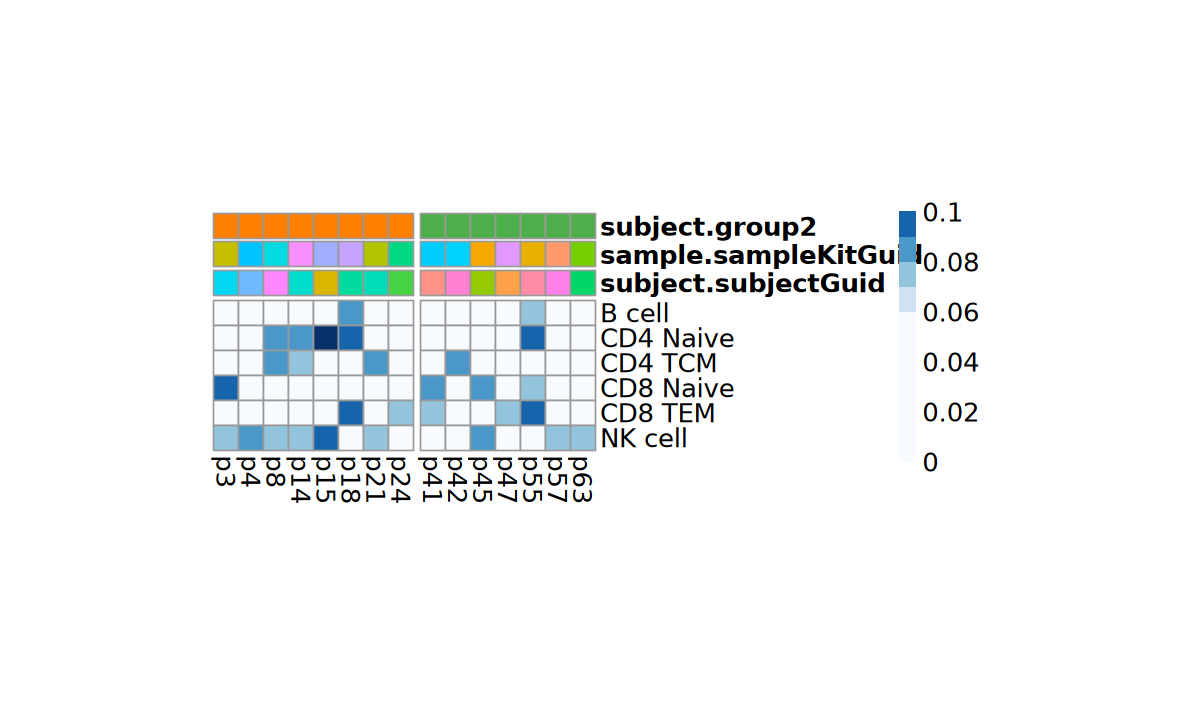 subject.group2
sample.sampleKitGuid
subject.subjectGuid
B cell
CD4 Naive
CD4 TCM
CD8 Naive
CD8 TEM
NK cell
p3
p4
p8
p14
p15
p18
p21
p24
p41
p42
p45
p47
p55
p57
p63
0.1
0.08
0.06
0.04
0.02
0